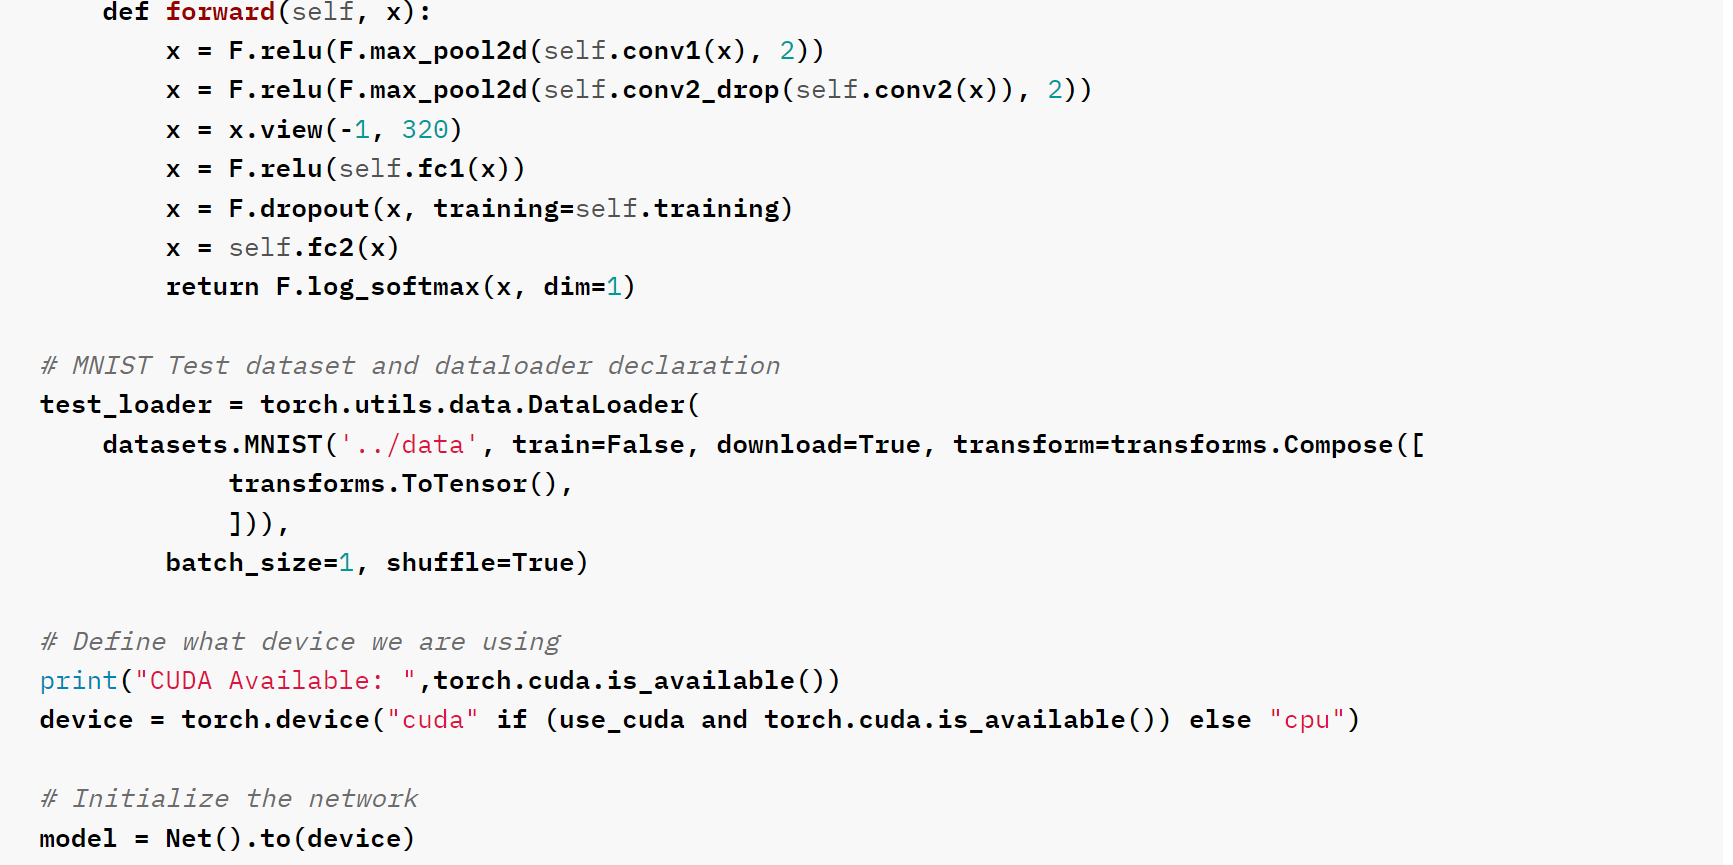 def forward(self, x):
x = F.relu(F.max_pool2d(self.conv1(x), 2))
x = F.relu(F.max_pool2d(self.conv2_drop(self.conv2(x)), 2))
x = x.view(-1, 320)
x = F.relu(self.fc1(x))
x = F.dropout(x, training=self.training)
x = self.fc2(x)
return F.log_softmax(x, dim=1)
# MNIST Test dataset and dataloader declaration
test_loader = torch.utils.data.DataLoader(
datasets.MNIST('../data', train=False, download=True, transform=transforms.Compose([
transforms.ToTensor(),
])),
batch_size=1, shuffle=True)
# Define what device we are using
print("CUDA Available: ",torch.cuda.is_available())
device = torch.device("cuda" if (use_cuda and torch.cuda.is_available()) else "cpu")
# Initialize the network
model = Net().to(device)